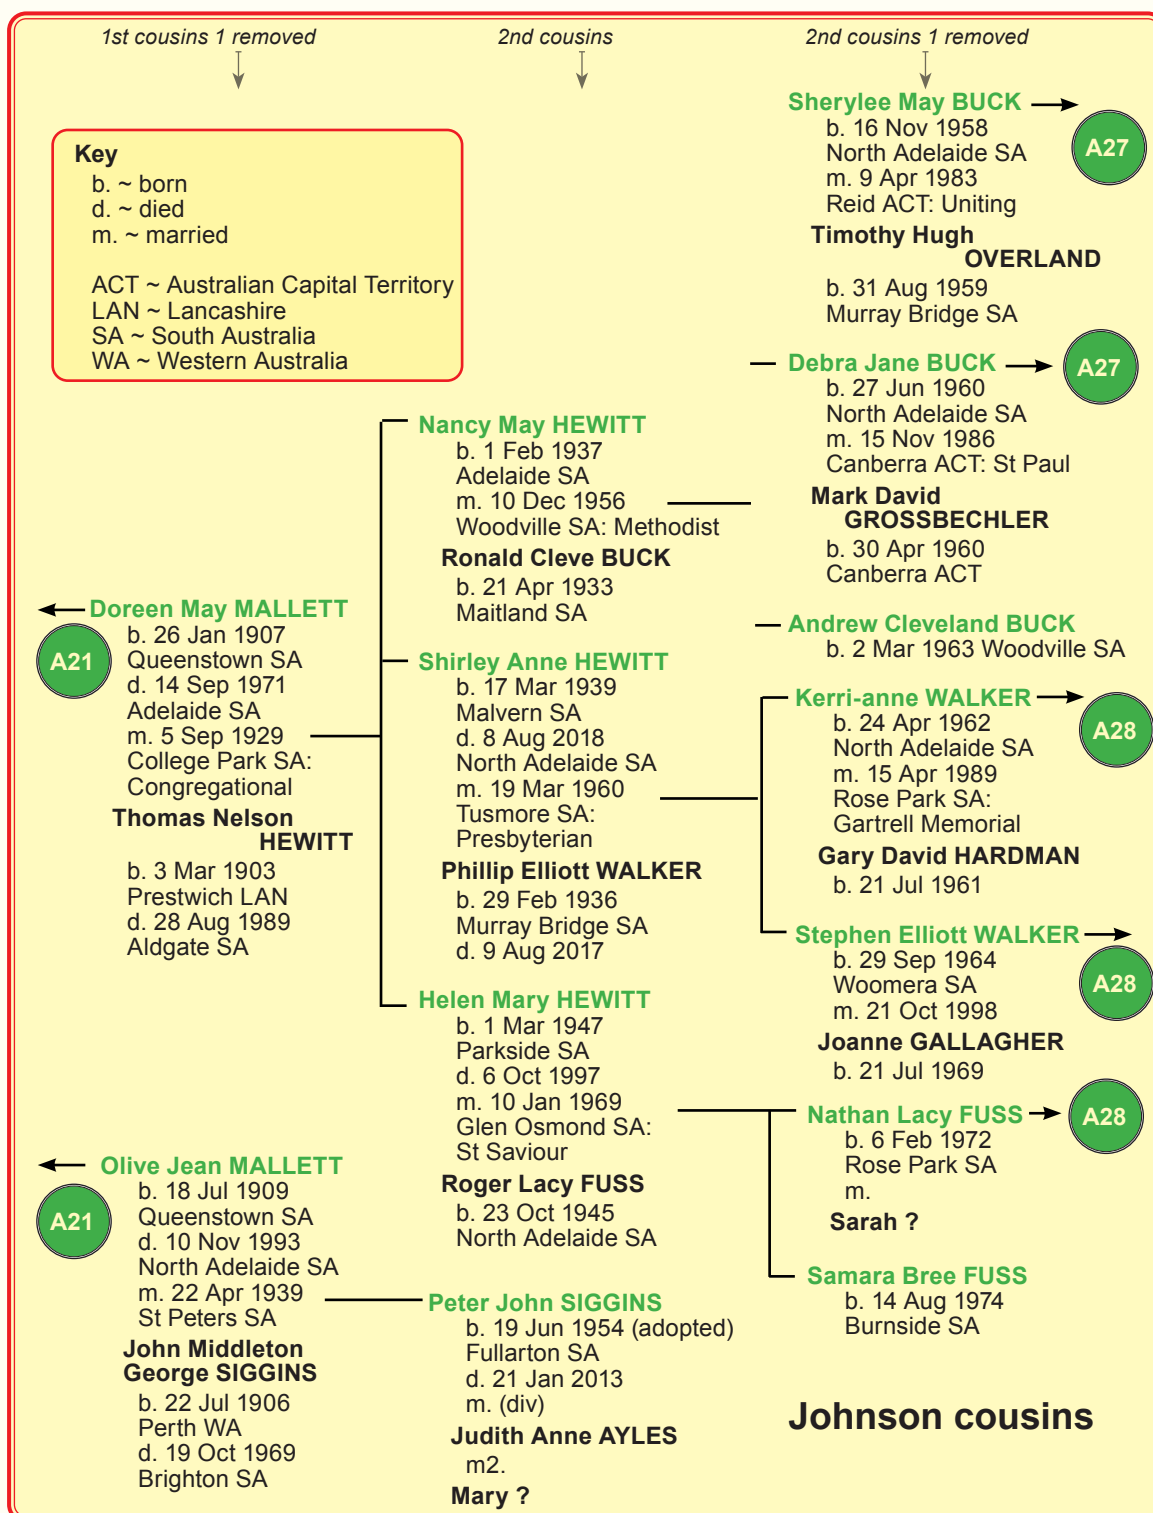 1st cousins 1 removed
2nd cousins
2nd cousins 1 removed
Key
b. ~ born
d. ~ died
m. ~ married
ACT ~ Australian Capital Territory
LAN ~ Lancashire
SA ~ South Australia
WA ~ Western Australia
Doreen May MALLETT
A21
b. 26 Jan 1907
Queenstown SA
d. 14 Sep 1971
Adelaide SA
m. 5 Sep 1929
College Park SA:
Congregational
Thomas Nelson
HEWITT
b. 3 Mar 1903
Prestwich LAN
d. 28 Aug 1989
Aldgate SA
Olive Jean MALLETT
A21
b. 18 Jul 1909
Queenstown SA
d. 10 Nov 1993
North Adelaide SA
m. 22 Apr 1939
St Peters SA
John Middleton
George SIGGINS
b. 22 Jul 1906
Perth WA
d. 19 Oct 1969
Brighton SA
Nancy May HEWITT
b. 1 Feb 1937
Adelaide SA
m. 10 Dec 1956
Woodville SA: Methodist
Ronald Cleve BUCK
b. 21 Apr 1933
Maitland SA
Shirley Anne HEWITT
b. 17 Mar 1939
Malvern SA
d. 8 Aug 2018
North Adelaide SA
m. 19 Mar 1960
Tusmore SA:
Presbyterian
Phillip Elliott WALKER
b. 29 Feb 1936
Murray Bridge SA
d. 9 Aug 2017
Helen Mary HEWITT
b. 1 Mar 1947
Parkside SA
d. 6 Oct 1997
m. 10 Jan 1969
Glen Osmond SA:
St Saviour
Roger Lacy FUSS
b. 23 Oct 1945
North Adelaide SA
Peter John SIGGINS
b. 19 Jun 1954 (adopted)
Fullarton SA
d. 21 Jan 2013
m. (div)
Judith Anne AYLES
m2.
Mary ?
Sherylee May BUCK
A27
b. 16 Nov 1958
North Adelaide SA
m. 9 Apr 1983
Reid ACT: Uniting
Timothy Hugh
OVERLAND
b. 31 Aug 1959
Murray Bridge SA
Debra Jane BUCK
A27
b. 27 Jun 1960
North Adelaide SA
m. 15 Nov 1986
Canberra ACT: St Paul
Mark David
GROSSBECHLER
b. 30 Apr 1960
Canberra ACT
Andrew Cleveland BUCK
b. 2 Mar 1963 Woodville SA
Kerri-anne WALKER
A28
b. 24 Apr 1962
North Adelaide SA
m. 15 Apr 1989
Rose Park SA:
Gartrell Memorial
Gary David HARDMAN
b. 21 Jul 1961
Stephen Elliott WALKER
A28
b. 29 Sep 1964
Woomera SA
m. 21 Oct 1998
Joanne GALLAGHER
b. 21 Jul 1969
Nathan Lacy FUSS
A28
b. 6 Feb 1972
Rose Park SA
m.
Sarah ?
Samara Bree FUSS
b. 14 Aug 1974
Burnside SA
Johnson cousins